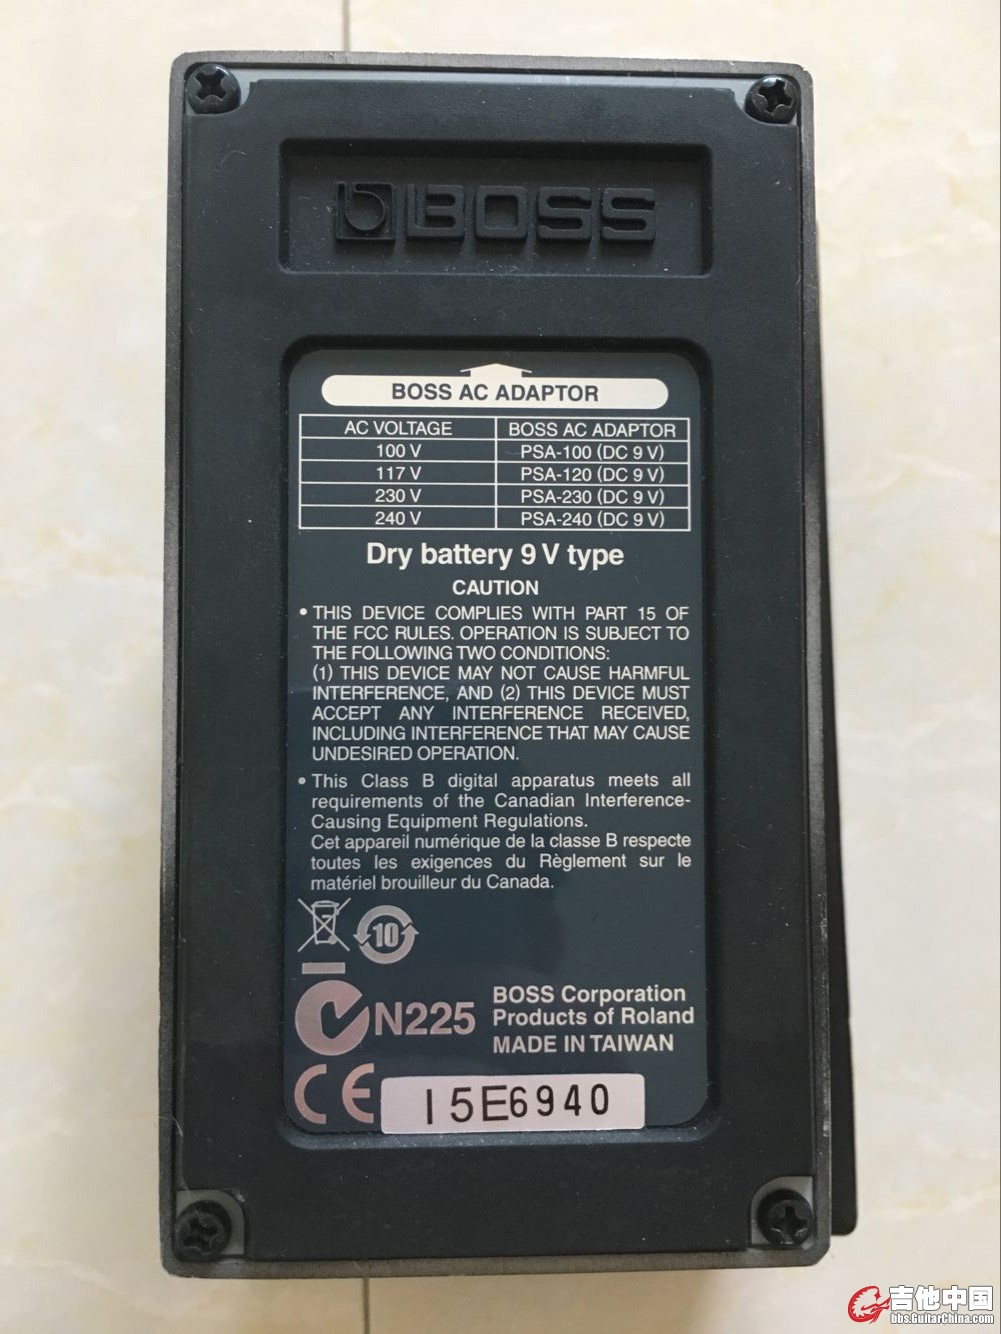 BOSS
BOSS AC ADAPTOR
AC VOLTAGE BOSS AC ADAPTOR
100 V PSA-100 (DC 9 V)
117 V PSA-120 (DC 9 V)
230 V PSA-230 (DC 9 V)
240 V PSA-240 (DC 9 V)
Dry battery 9 V type
CAUTION
• THIS DEVICE COMPLIES WITH PART 15 OF
THE FCC RULES. OPERATION IS SUBJECT TO
THE FOLLOWING TWO CONDITIONS:
(1) THIS DEVICE MAY NOT CAUSE HARMFUL
INTERFERENCE, AND (2) THIS DEVICE MUST
ACCEPT ANY INTERFERENCE RECEIVED,
INCLUDING INTERFERENCE THAT MAY CAUSE
UNDESIRED OPERATION.
• This Class B digital apparatus meets all
requirements of the Canadian Interference-
Causing Equipment Regulations.
Cet appareil numérique de la classe B respecte
toutes les exigences du Règlement sur le
matériel brouilleur du Canada.
10
N225
BOSS Corporation
Products of Roland
MADE IN TAIWAN
CE
I5E6940
吉他中国
bbs.GuitarChina.com